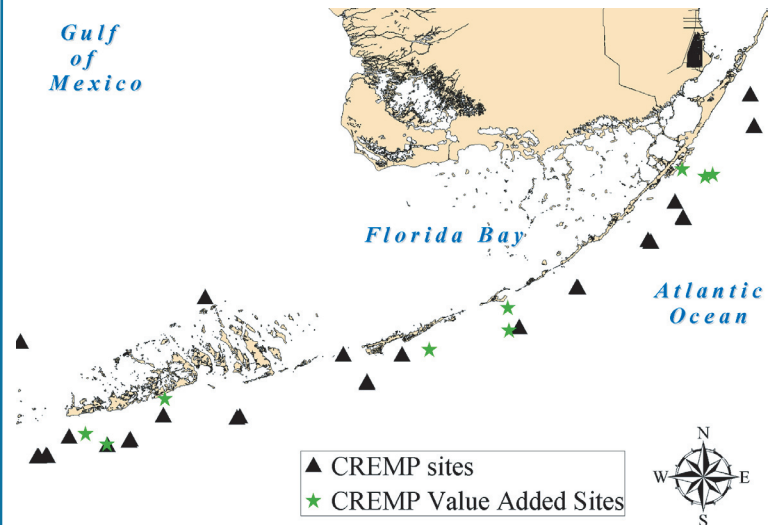 Gulf
of
Mexico
Florida Bay
Atlantic
Ocean
CREMP sites
CREMP Value Added Sites
N
W E
S